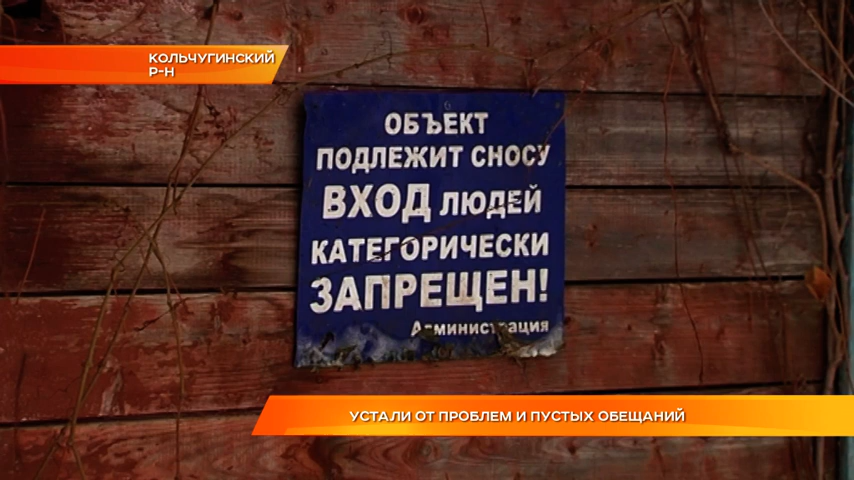 КОЛЬЧУГИНСКИЙ
Р-Н
ОБЪЕКТ
ПОДЛЕЖИТ СНОСУ
ВХОД ЛЮДЕЙ
КАТЕГОРИЧЕСКИ
ЗАПРЕЩЕН!
Администрация
УСТАЛИ ОТ ПРОБЛЕМ И ПУСТЫХ ОБЕЩАНИЙ